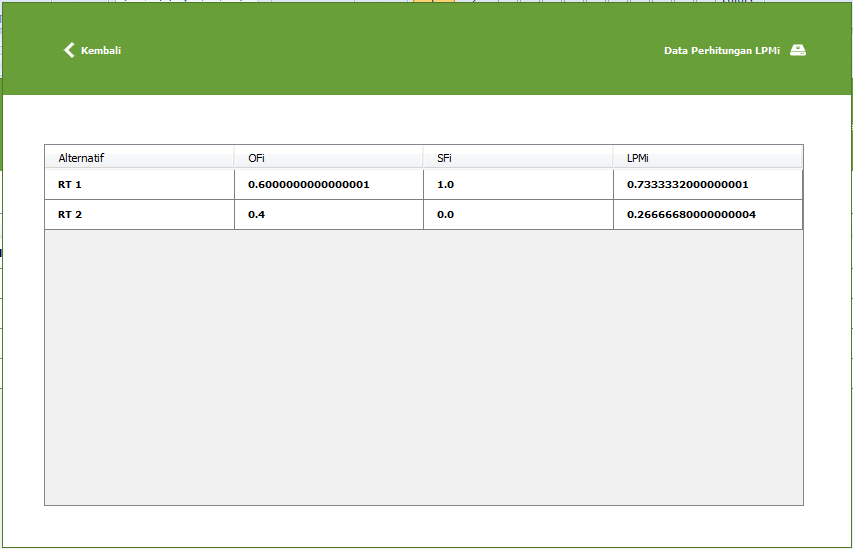 Kembali Data Perhitungan LPMi
Alternatif OFi SFi LPMi
RT 1 0.6000000000000001 1.0 0.7333332000000001
RT 2 0.4 0.0 0.26666680000000004